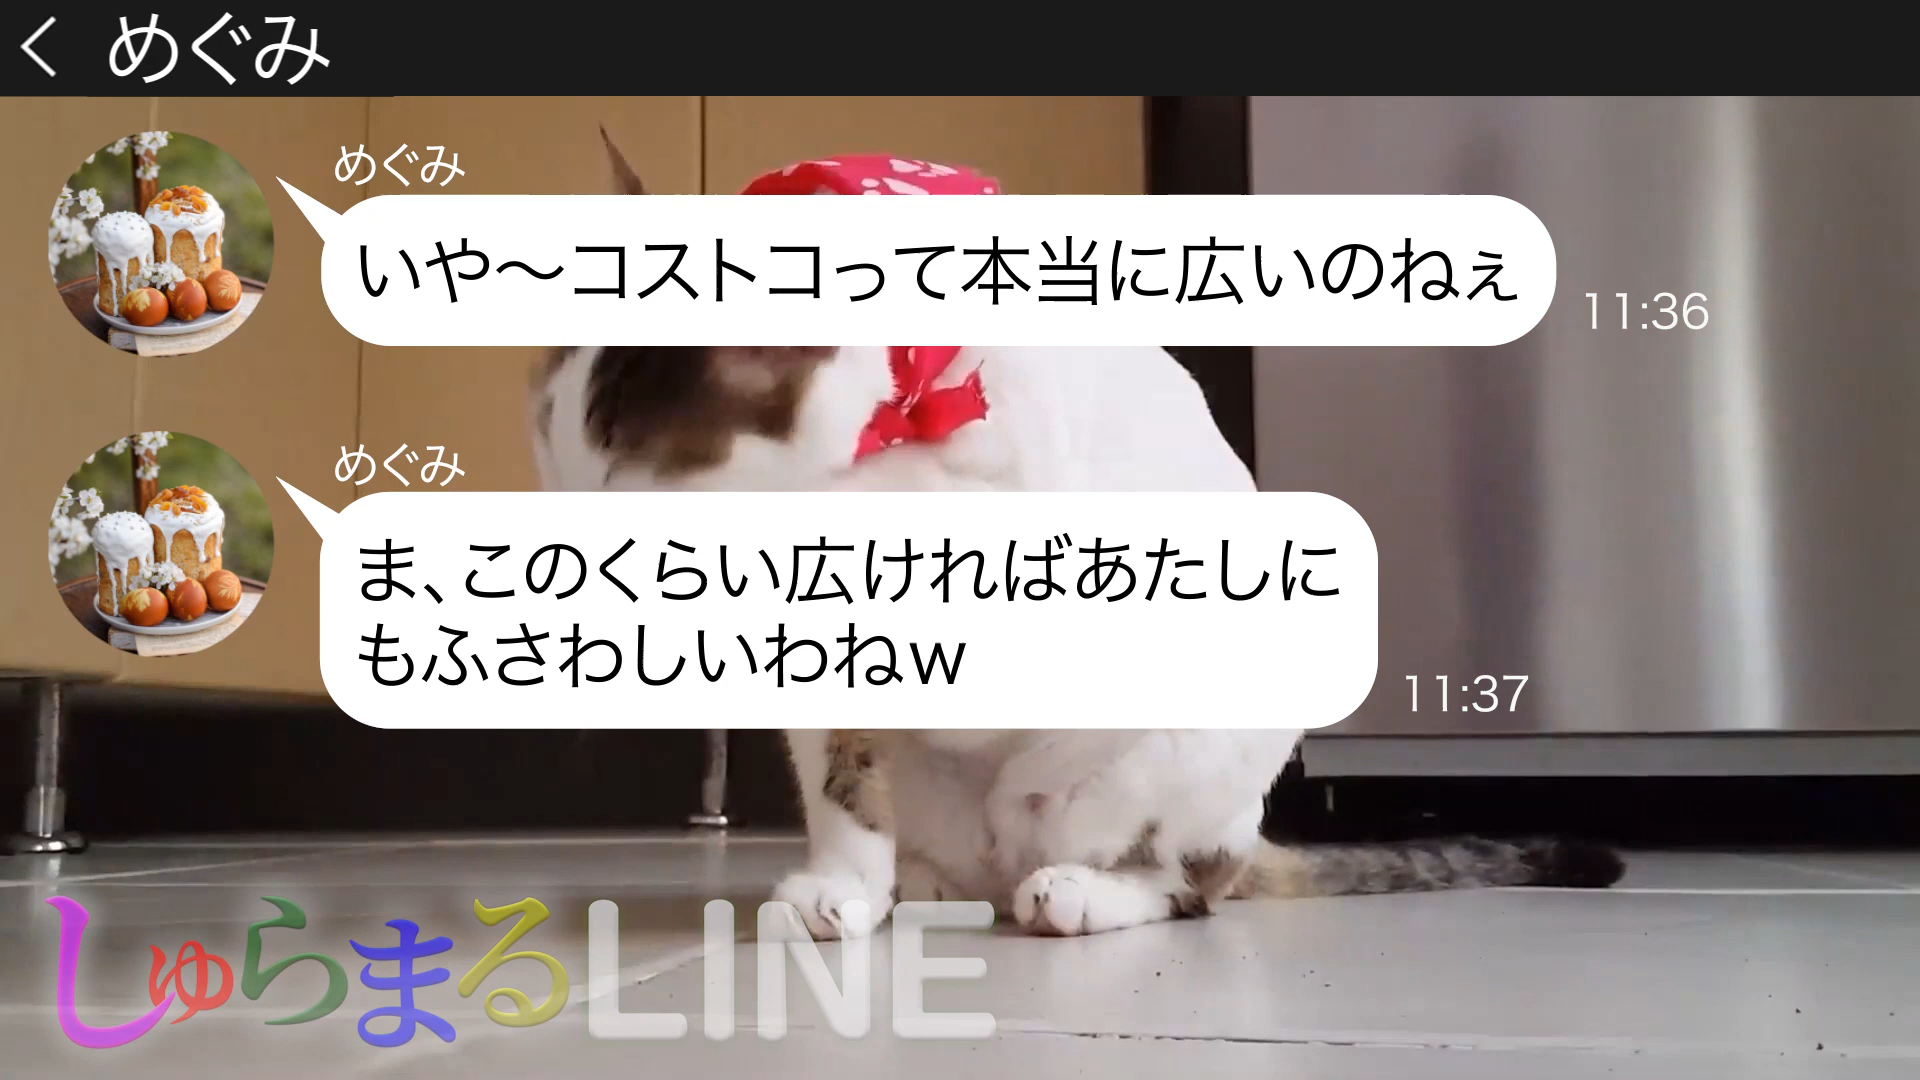 めぐみ
めぐみ
いや〜コストコって本当に広いのねぇ
11:36
めぐみ
ま、このくらい広ければあたしに
もふさわしいわねw
11:37
しゅらまるLINE